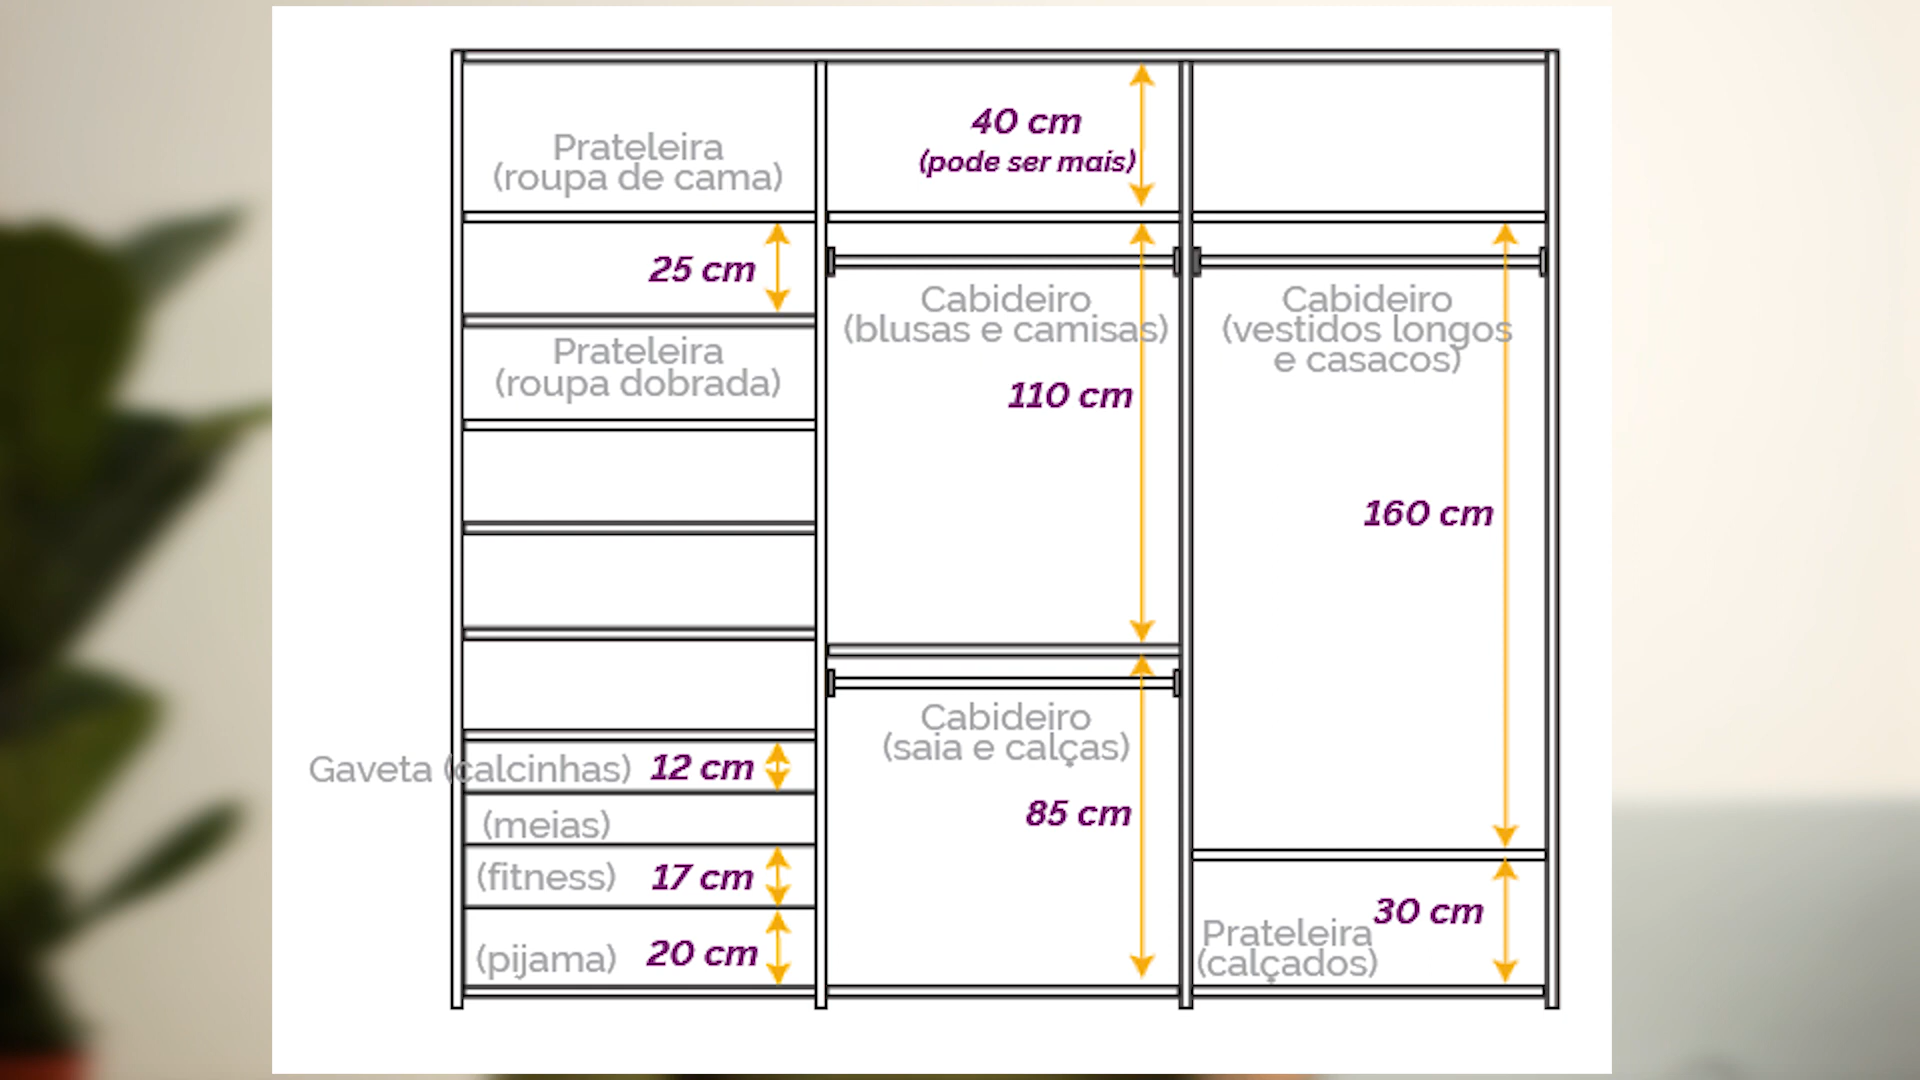 Prateleira
(roupa de cama)
25 cm
Prateleira
(roupa dobrada)
Gaveta (calcinhas) 12 cm
(meias)
(fitness) 17 cm
(pijama) 20 cm
40 cm
(pode ser mais)
Cabideiro
(blusas e camisas)
110 cm
Cabideiro
(saia e calças)
85 cm
Cabideiro
(vestidos longos
e casacos)
160 cm
30 cm
Prateleira
(calçados)